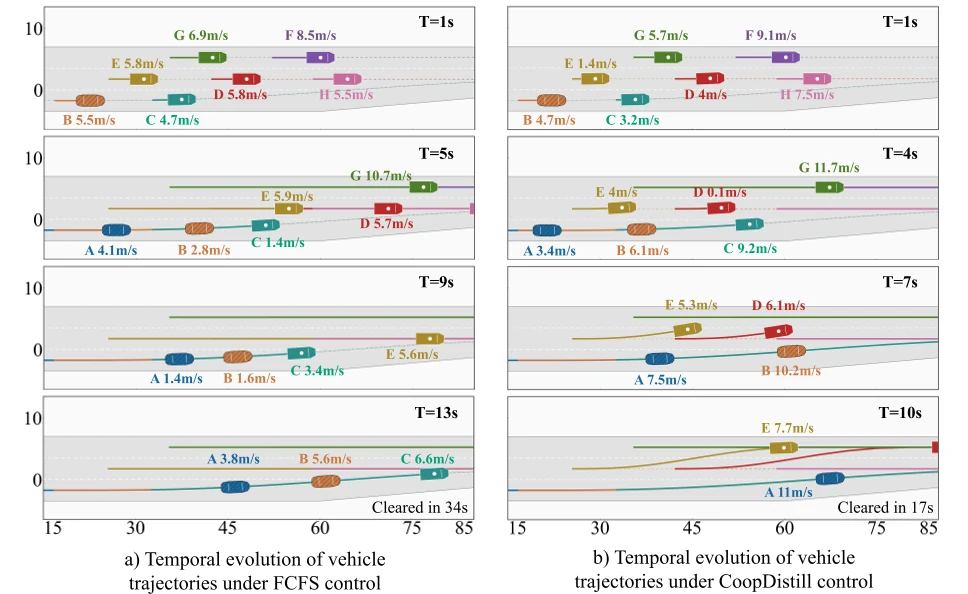 10
0
T=1s
G 6.9m/s
F 8.5m/s
E 5.8m/s
D 5.8m/s
H 5.5m/s
B 5.5m/s
C 4.7m/s
10
0
T=5s
G 10.7m/s
E 5.9m/s
D 5.7m/s
C 1.4m/s
A 4.1m/s
B 2.8m/s
10
0
T=9s
E 5.6m/s
C 3.4m/s
A 1.4m/s
B 1.6m/s
10
0
T=13s
A 3.8m/s
B 5.6m/s
C 6.6m/s
Cleared in 34s
15
30
45
60
75
85
a) Temporal evolution of vehicle
trajectories under FCFS control
T=1s
G 5.7m/s
F 9.1m/s
E 1.4m/s
D 4m/s
H 7.5m/s
B 4.7m/s
C 3.2m/s
T=4s
G 11.7m/s
E 4m/s
D 0.1m/s
A 3.4m/s
B 6.1m/s
C 9.2m/s
T=7s
E 5.3m/s
D 6.1m/s
B 10.2m/s
A 7.5m/s
T=10s
E 7.7m/s
A 11m/s
Cleared in 17s
15
30
45
60
75
85
b) Temporal evolution of vehicle
trajectories under CoopDistill control